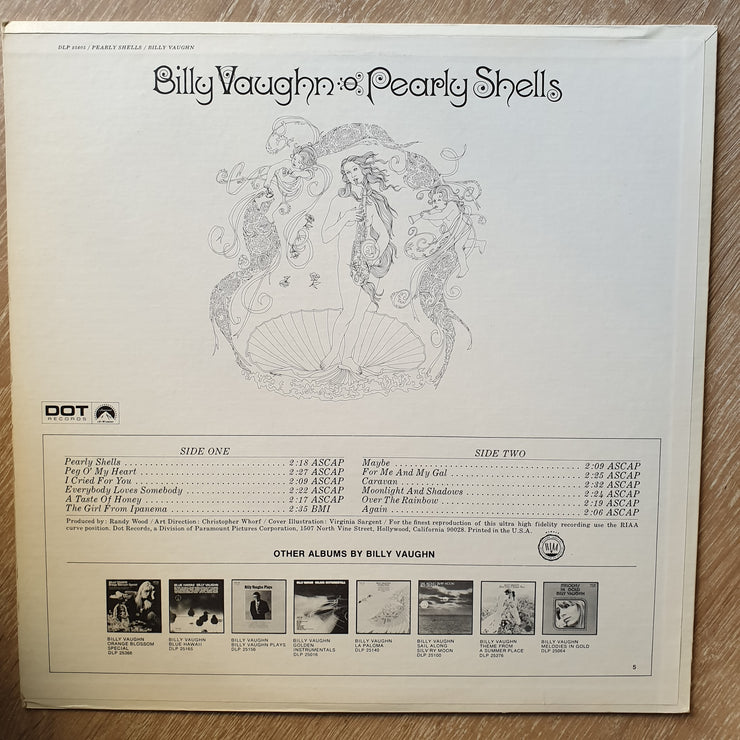 DLP 25605 / PEARLY SHELLS / BILLY VAUGHN
Billy Vaughn Pearly Shells
DOT
RECORDS
SIDE ONE
Pearly Shells 2:18 ASCAP
Peg O' My Heart 2:27 ASCAP
I Cried For You 2:09 ASCAP
Everybody Loves Somebody 2:22 ASCAP
A Taste Of Honey 2:17 ASCAP
The Girl From Ipanema 2:35 BMI
SIDE TWO
Maybe 2:09 ASCAP
For Me And My Gal 2:25 ASCAP
Caravan 2:32 ASCAP
Moonlight And Shadows 2:24 ASCAP
Over The Rainbow 2:19 ASCAP
Again 2:06 ASCAP
Produced by: Randy Wood / Art Direction: Christopher Whorf / Cover Illustration: Virginia Sargent / For the finest reproduction of this ultra high fidelity recording use the RIAA
curve position. Dot Records, a Division of Paramount Pictures Corporation, 1507 North Vine Street, Hollywood, California 90028. Printed in the U.S.A.
RIAA
OTHER ALBUMS BY BILLY VAUGHN
BILLY VAUGHN
ORANGE BLOSSOM
SPECIAL
DLP 25366
BILLY VAUGHN
BLUE HAWAII
DLP 25165
BILLY VAUGHN
BILLY VAUGHN PLAYS
DLP 25156
BILLY VAUGHN
GOLDEN
INSTRUMENTALS
DLP 25016
BILLY VAUGHN
LA PALOMA
DLP 25140
BILLY VAUGHN
SAIL ALONG
SILV'RY MOON
DLP 25100
BILLY VAUGHN
THEME FROM
A SUMMER PLACE
DLP 25276
BILLY VAUGHN
MELODIES IN GOLD
DLP 25064
5